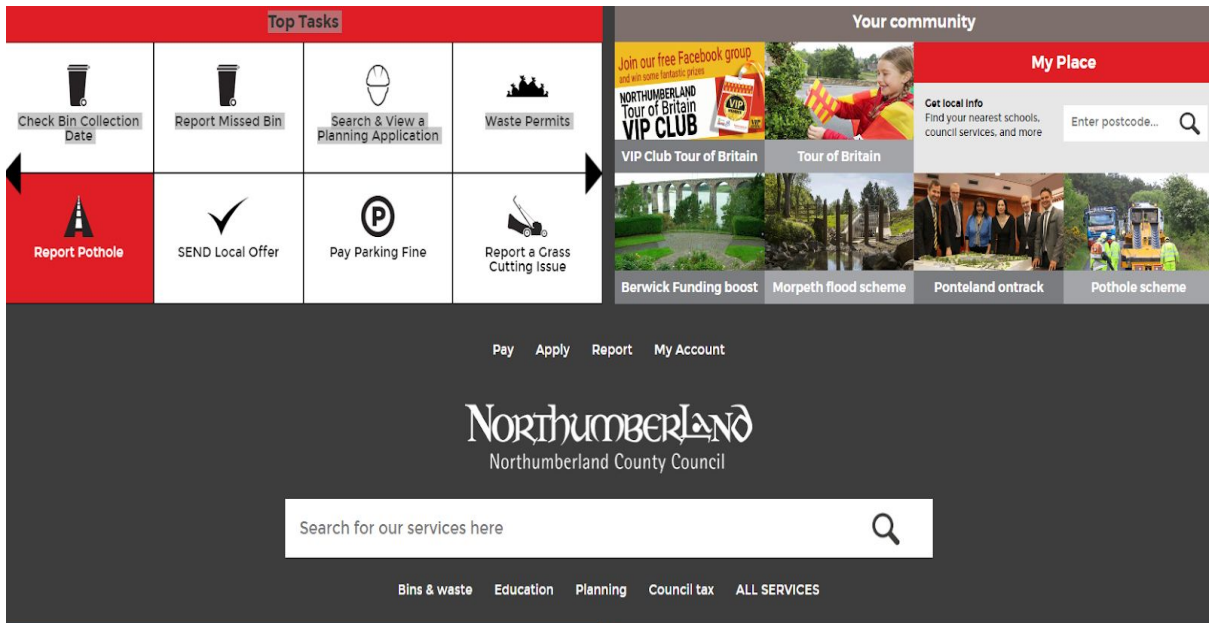 Top Tasks
Check Bin Collection
Date
Report Missed Bin
Search & View a
Planning Application
Waste Permits
Report Pothole
SEND Local Offer
P
Pay Parking Fine
Report a Grass
Cutting Issue
Your community
Join our free Facebook group
and win some fantastic prizes
NORTHUMBERLAND
Tour of Britain
VIP CLUB
VIP
VIP Club Tour of Britain
Tour of Britain
My Place
Get local info
Find your nearest schools,
council services, and more
Enter postcode...
Berwick Funding boost
Morpeth flood scheme
Ponteland ontrack
Pothole scheme
Pay Apply Report My Account
NORTHUMBERLAND
Northumberland County Council
Search for our services here
Bins & waste Education Planning Council tax ALL SERVICES